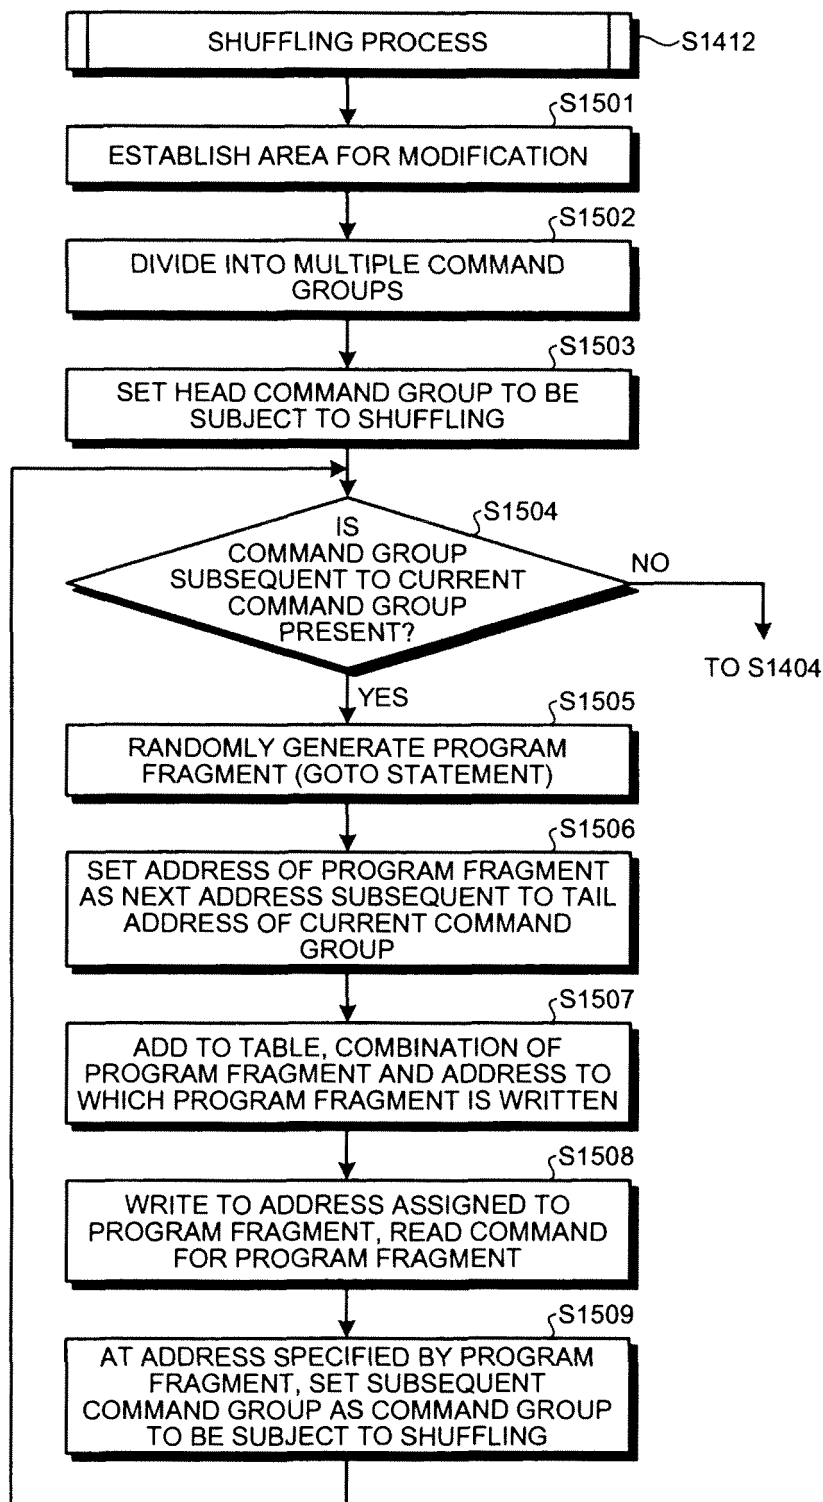 SHUFFLING PROCESS
S1412
S1501
ESTABLISH AREA FOR MODIFICATION
S1502
DIVIDE INTO MULTIPLE COMMAND
GROUPS
S1503
SET HEAD COMMAND GROUP TO BE
SUBJECT TO SHUFFLING
S1504
IS
COMMAND GROUP
SUBSEQUENT TO CURRENT
COMMAND GROUP
PRESENT?
NO
TO S1404
YES
S1505
RANDOMLY GENERATE PROGRAM
FRAGMENT (GOTO STATEMENT)
S1506
SET ADDRESS OF PROGRAM FRAGMENT
AS NEXT ADDRESS SUBSEQUENT TO TAIL
ADDRESS OF CURRENT COMMAND
GROUP
S1507
ADD TO TABLE, COMBINATION OF
PROGRAM FRAGMENT AND ADDRESS TO
WHICH PROGRAM FRAGMENT IS WRITTEN
S1508
WRITE TO ADDRESS ASSIGNED TO
PROGRAM FRAGMENT, READ COMMAND
FOR PROGRAM FRAGMENT
S1509
AT ADDRESS SPECIFIED BY PROGRAM
FRAGMENT, SET SUBSEQUENT
COMMAND GROUP AS COMMAND GROUP
TO BE SUBJECT TO SHUFFLING